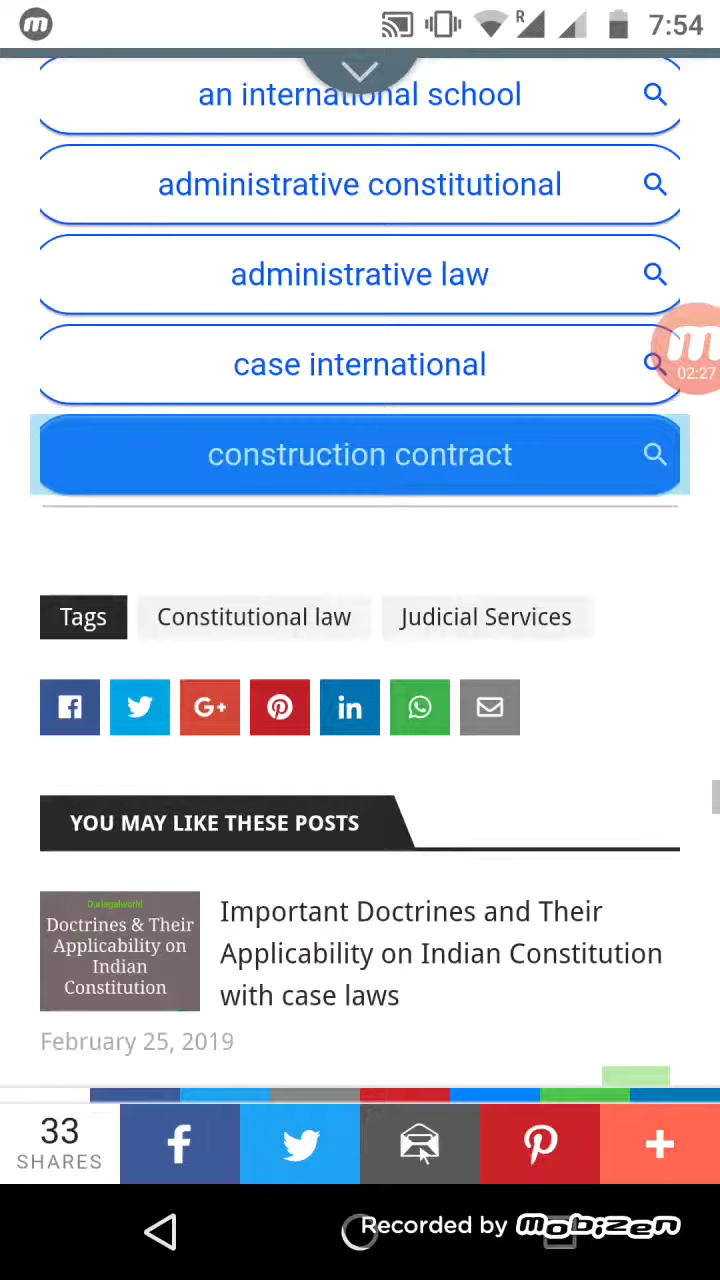 m
R
7:54
an international school
administrative constitutional
administrative law
case international
m
02:27
construction contract
Tags
Constitutional law
Judicial Services
G+
in
YOU MAY LIKE THESE POSTS
Ourlegalworld
Doctrines & Their
Applicability on
Indian
Constitution
Important Doctrines and Their
Applicability on Indian Constitution
with case laws
February 25, 2019
33
SHARES
Recorded by mobizen